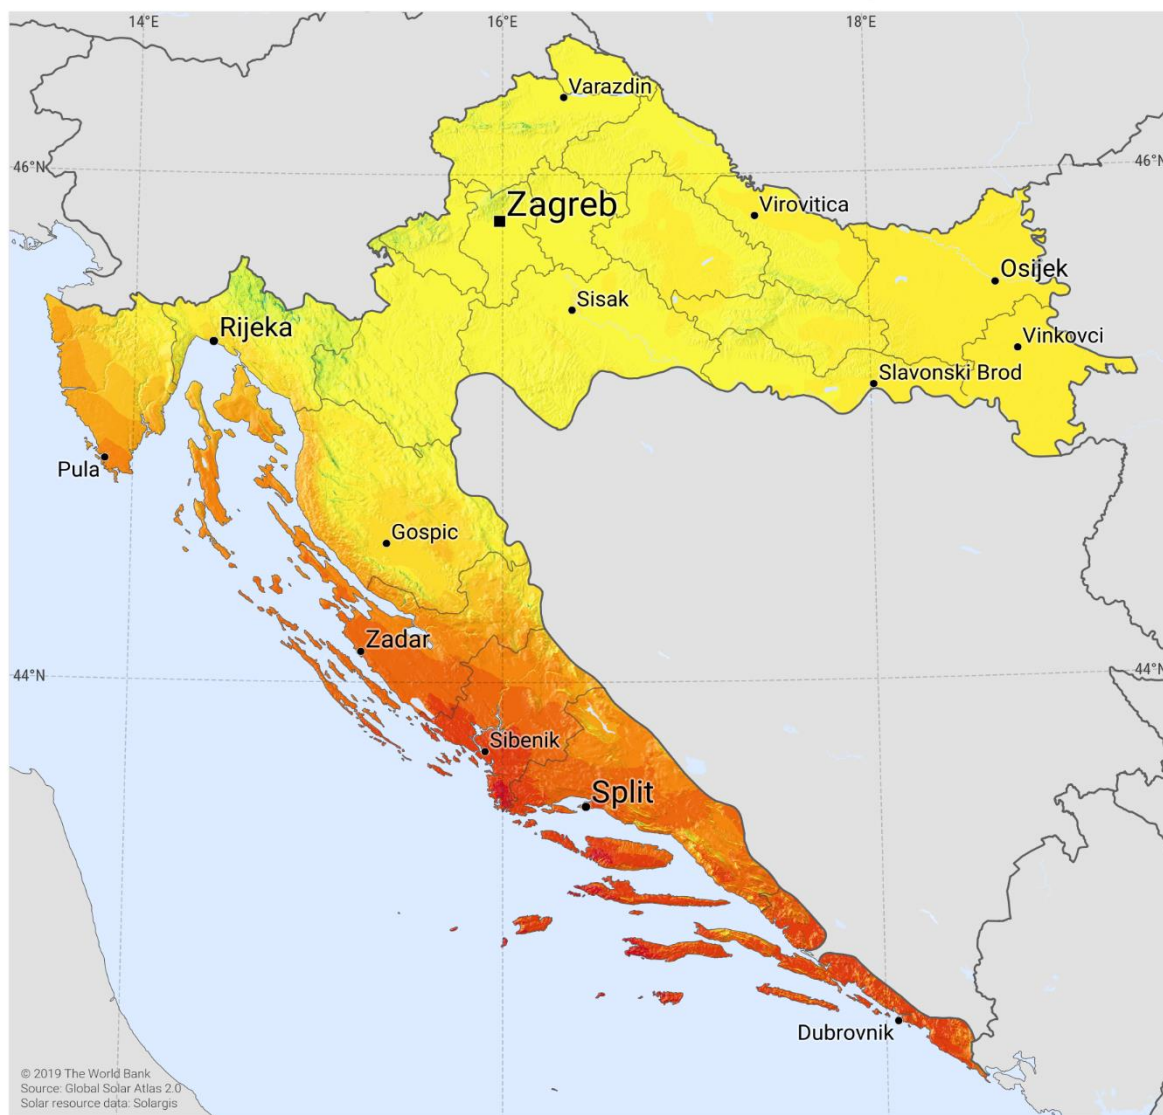 14°E
16°E
18°E
Varazdin
46°N
46°N
Zagreb
Virovitica
Osijek
Sisak
Rijeka
Vinkovci
Slavonski Brod
Pula
Gospic
Zadar
44°N
44°N
Sibenik
Split
Dubrovnik
© 2019 The World Bank
Source: Global Solar Atlas 2.0
Solar resource data: Solargis